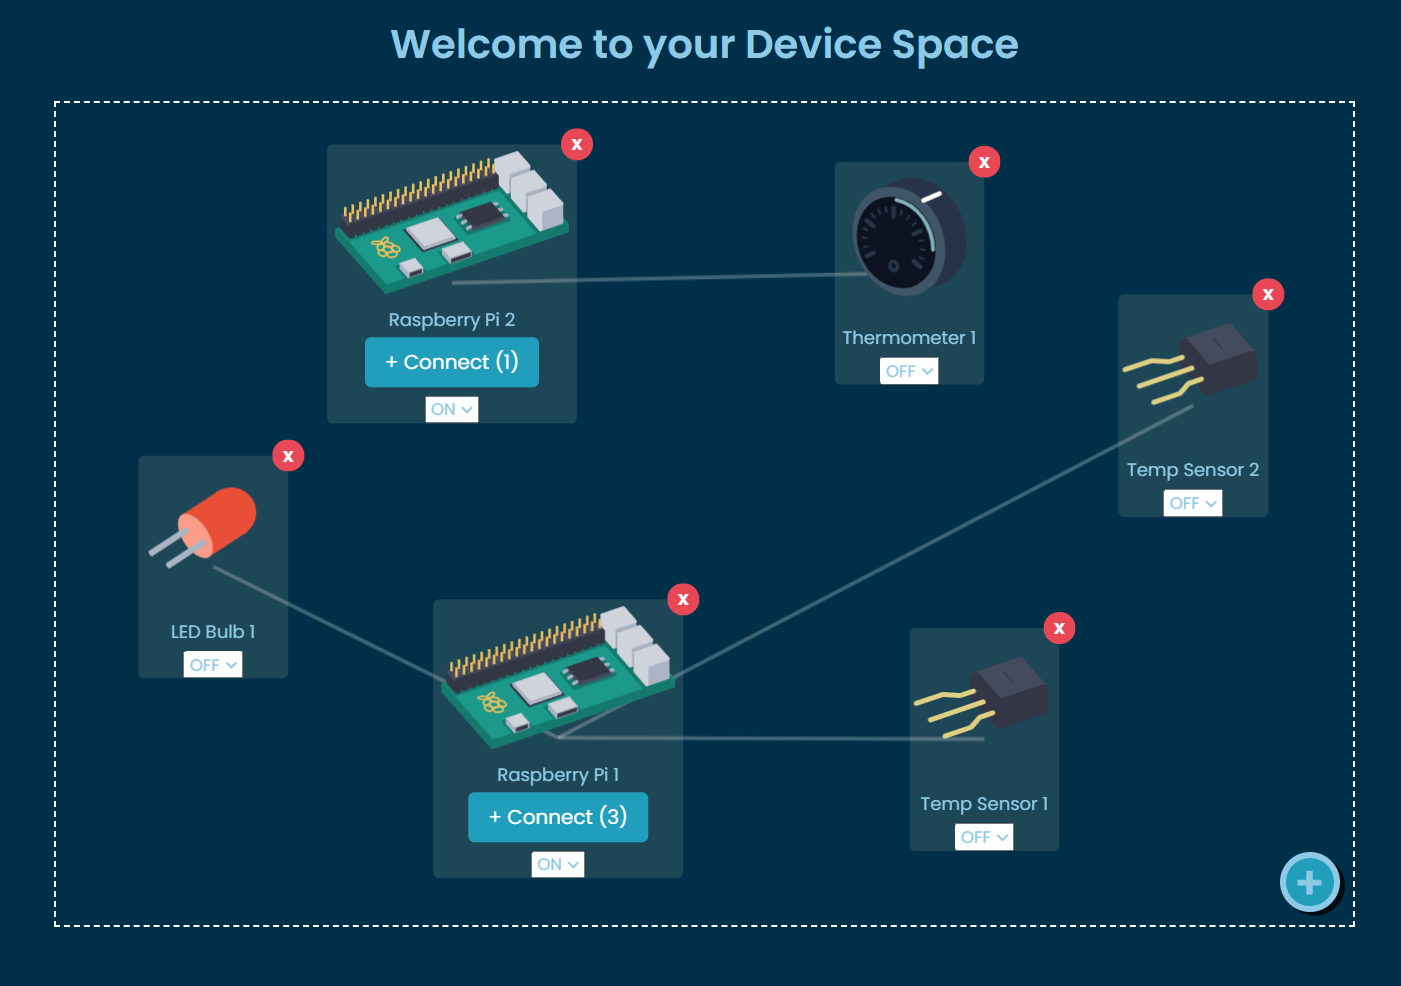 Welcome to your Device Space
x
Raspberry Pi 2
+ Connect (1)
ON
x
0
Thermometer 1
OFF
x
Temp Sensor 2
OFF
x
LED Bulb 1
OFF
x
Raspberry Pi 1
+ Connect (3)
ON
x
Temp Sensor 1
OFF
+